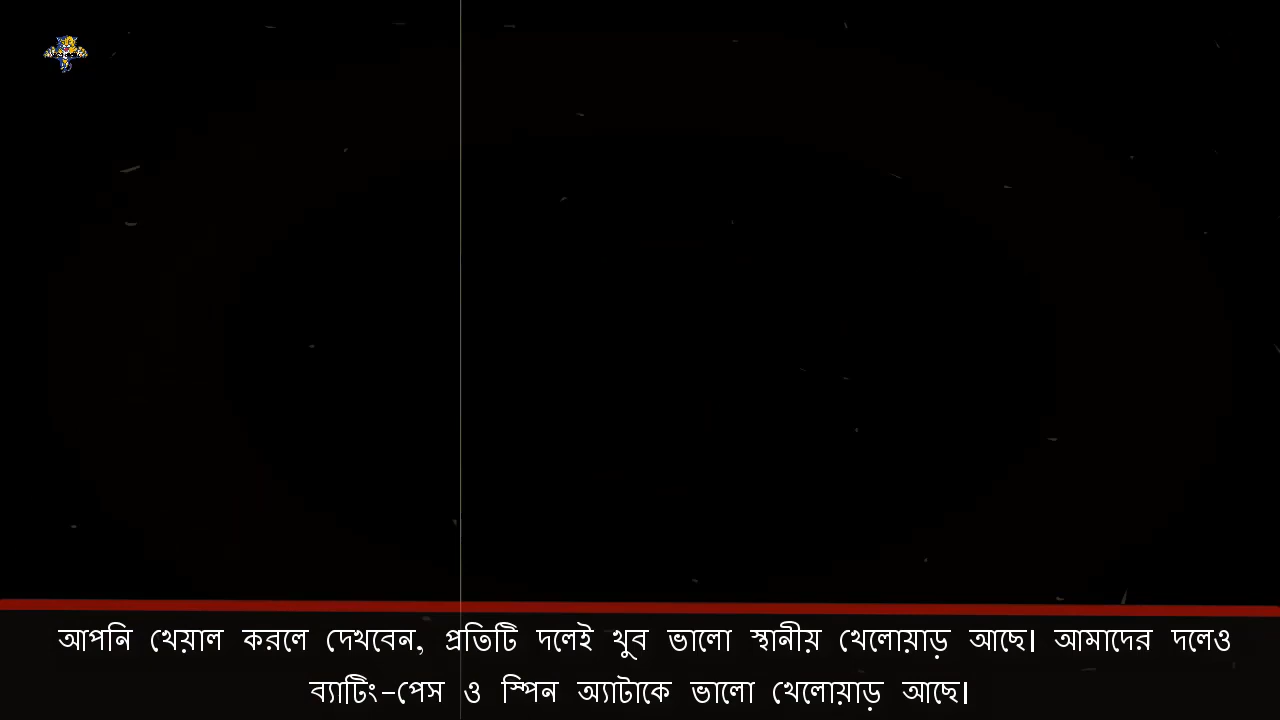 আপনি খেয়াল করলে দেখবেন, প্রতিটি দলেই খুব ভালো স্থানীয় খেলোয়াড় আছে। আমাদের দলেও
ব্যাটিং-পেস ও স্পিন অ্যাটাকে ভালো খেলোয়াড় আছে।